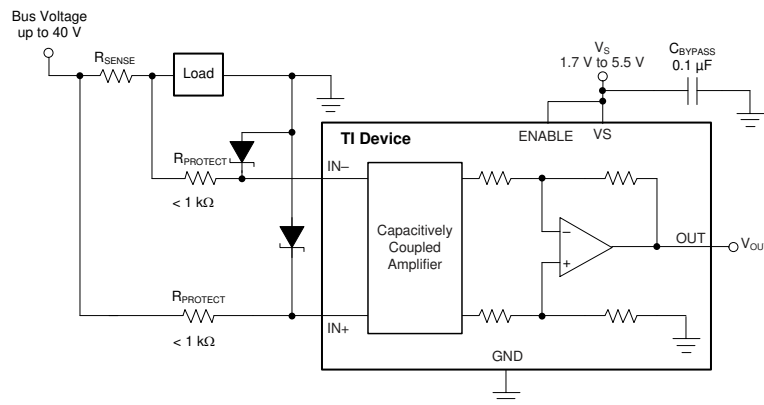 Bus Voltage
up to 40 V
RSENSE
Load
VS
1.7 V to 5.5 V
CBYPASS
0.1 µF
ENABLE
VS
TI Device
RPROTECT
< 1 kΩ
IN–
Capacitively
Coupled
Amplifier
–
+
OUT
VOU
RPROTECT
< 1 kΩ
IN+
GND